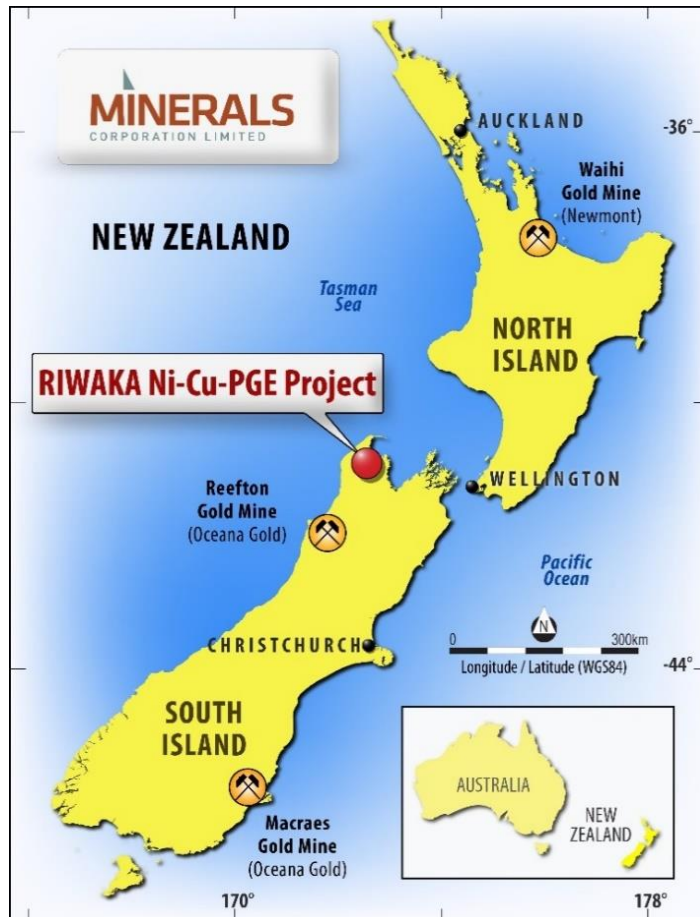 MINERALS
CORPORATION LIMITED
AUCKLAND
-36°
Waihi
Gold Mine
(Newmont)
NEW ZEALAND
Tasman
Sea
NORTH
ISLAND
RIWAKA Ni-Cu-PGE Project
WELLINGTON
Reefton
Gold Mine
(Oceana Gold)
Pacific
Ocean
N
0 300km
Longitude / Latitude (WGS84)
CHRISTCHURCH
-44°
SOUTH
ISLAND
AUSTRALIA
NEW
ZEALAND
Macraes
Gold Mine
(Oceana Gold)
170°
178°